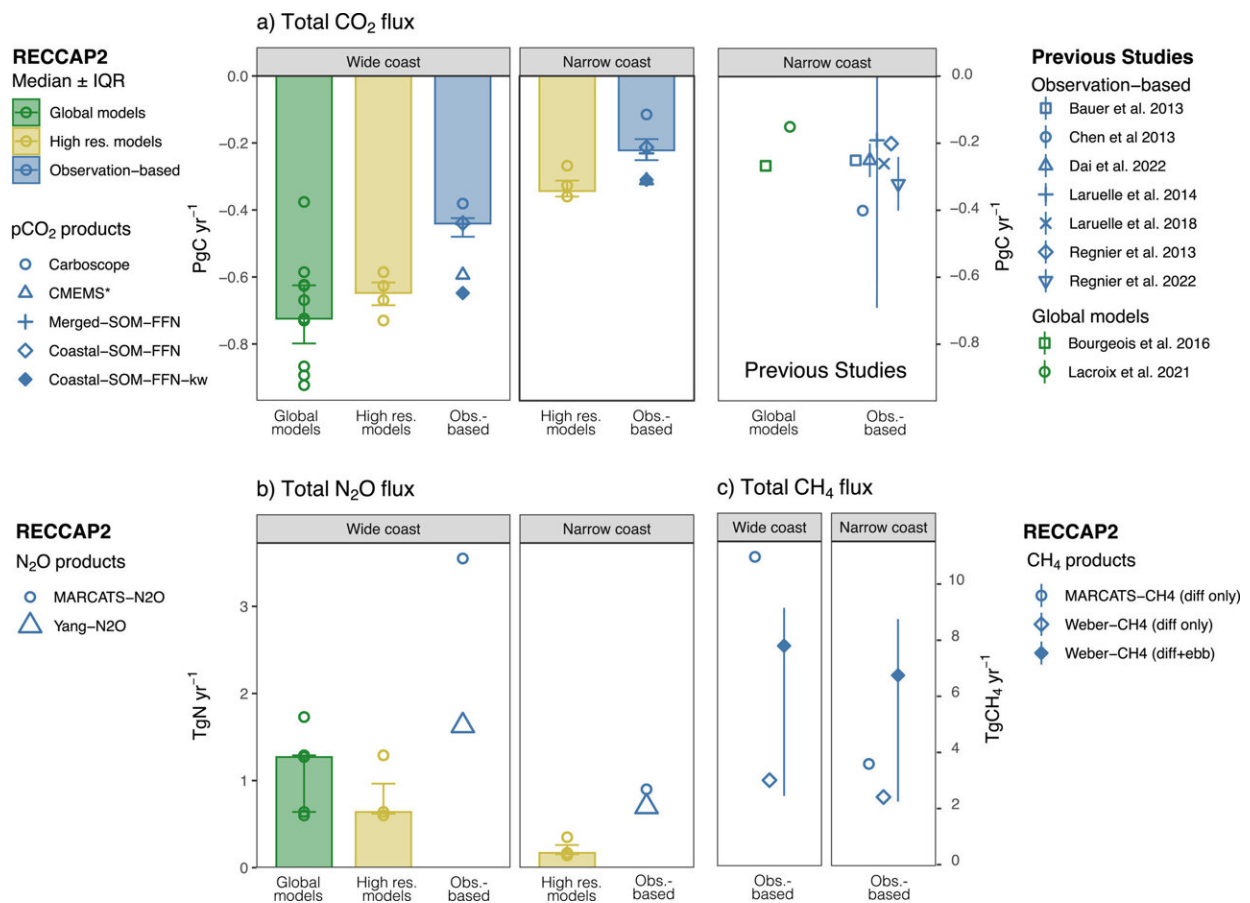 a) Total CO₂ flux
RECCAP2
Median ± IQR
Global models
High res. models
Observation−based
pCO₂ products
Carboscope
CMEMS*
Merged−SOM−FFN
Coastal−SOM−FFN
Coastal−SOM−FFN−kw
PgC yr⁻¹
0.0
−0.2
−0.4
−0.6
−0.8
Wide coast
Global
models
High res.
models
Obs.-
based
Narrow coast
High res.
models
Obs.-
based
Narrow coast
Previous Studies
Global
models
Obs.-
based
PgC yr⁻¹
0.0
−0.2
−0.4
−0.6
−0.8
Previous Studies
Observation−based
Bauer et al. 2013
Chen et al 2013
Dai et al. 2022
Laruelle et al. 2014
Laruelle et al. 2018
Regnier et al. 2013
Regnier et al. 2022
Global models
Bourgeois et al. 2016
Lacroix et al. 2021
b) Total N₂O flux
RECCAP2
N₂O products
MARCATS−N2O
Yang−N2O
TgN yr⁻¹
3
2
1
0
Wide coast
Global
models
High res.
models
Obs.-
based
Narrow coast
High res.
models
Obs.-
based
c) Total CH₄ flux
Wide coast
Obs.-
based
Narrow coast
Obs.-
based
TgCH₄ yr⁻¹
10
8
6
4
2
0
RECCAP2
CH₄ products
MARCATS−CH4 (diff only)
Weber−CH4 (diff only)
Weber−CH4 (diff+ebb)